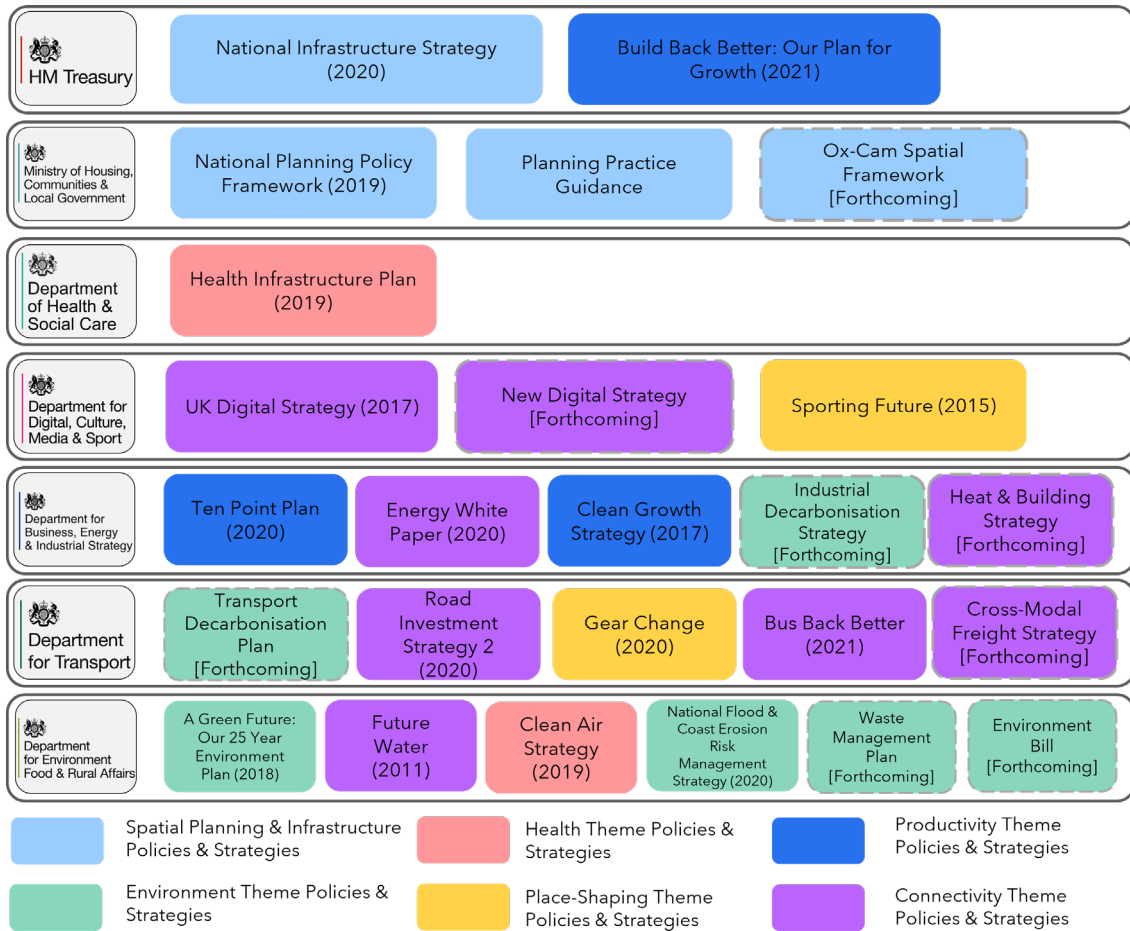 HM Treasury
National Infrastructure Strategy
(2020)
Build Back Better: Our Plan for
Growth (2021)
Ministry of Housing,
Communities &
Local Government
National Planning Policy
Framework (2019)
Planning Practice
Guidance
Ox-Cam Spatial
Framework
[Forthcoming]
Department
of Health &
Social Care
Health Infrastructure Plan
(2019)
Department for
Digital, Culture,
Media & Sport
UK Digital Strategy (2017)
New Digital Strategy
[Forthcoming]
Sporting Future (2015)
Department for
Business, Energy
& Industrial Strategy
Ten Point Plan
(2020)
Energy White
Paper (2020)
Clean Growth
Strategy (2017)
Industrial
Decarbonisation
Strategy
[Forthcoming]
Heat & Building
Strategy
[Forthcoming]
Department
for Transport
Transport
Decarbonisation
Plan
[Forthcoming]
Road
Investment
Strategy 2
(2020)
Gear Change
(2020)
Bus Back Better
(2021)
Cross-Modal
Freight Strategy
[Forthcoming]
Department
for Environment
Food & Rural Affairs
A Green Future:
Our 25 Year
Environment
Plan (2018)
Future
Water
(2011)
Clean Air
Strategy
(2019)
National Flood &
Coast Erosion
Risk
Management
Strategy (2020)
Waste
Management
Plan
[Forthcoming]
Environment
Bill
[Forthcoming]
Spatial Planning & Infrastructure
Policies & Strategies
Health Theme Policies &
Strategies
Productivity Theme
Policies & Strategies
Environment Theme Policies &
Strategies
Place-Shaping Theme
Policies & Strategies
Connectivity Theme
Policies & Strategies